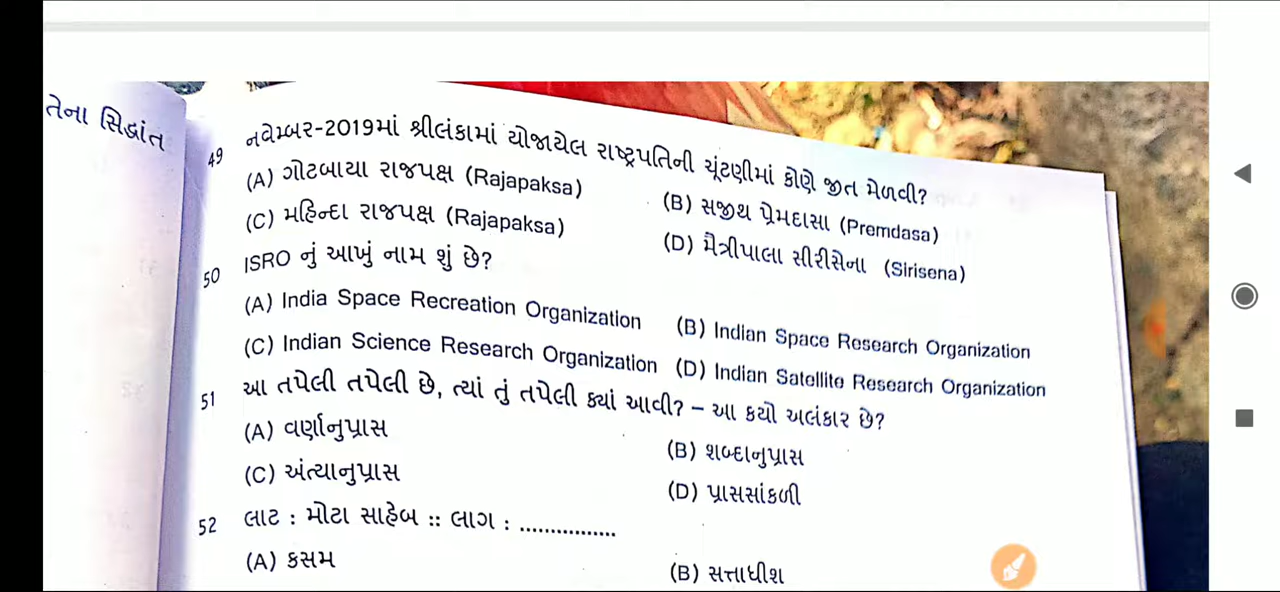 તેના સિદ્ધાંત
49 નવેમ્બર-2019માં શ્રીલંકામાં યોજાયેલ રાષ્ટ્રપતિની ચૂંટણીમાં કોણે જીત મેળવી?
(A) ગોટબાયા રાજપક્ષ (Rajapaksa) (B) સજીથ પ્રેમદાસા (Premdasa)
(C) મહિન્દા રાજપક્ષ (Rajapaksa) (D) મૈત્રીપાલા સીરીસેના (Sirisena)
50 ISRO નું આખું નામ શું છે?
(A) India Space Recreation Organization (B) Indian Space Research Organization
(C) Indian Science Research Organization (D) Indian Satellite Research Organization
51 આ તપેલી તપેલી છે, ત્યાં તું તપેલી ક્યાં આવી? – આ કયો અલંકાર છે?
(A) વર્ણાનુપ્રાસ (B) શબ્દાનુપ્રાસ
(C) અંત્યાનુપ્રાસ (D) પ્રાસસાંકળી
52 લાટ : મોટા સાહેબ :: લાગ : ................
(A) કસમ (B) સત્તાધીશ